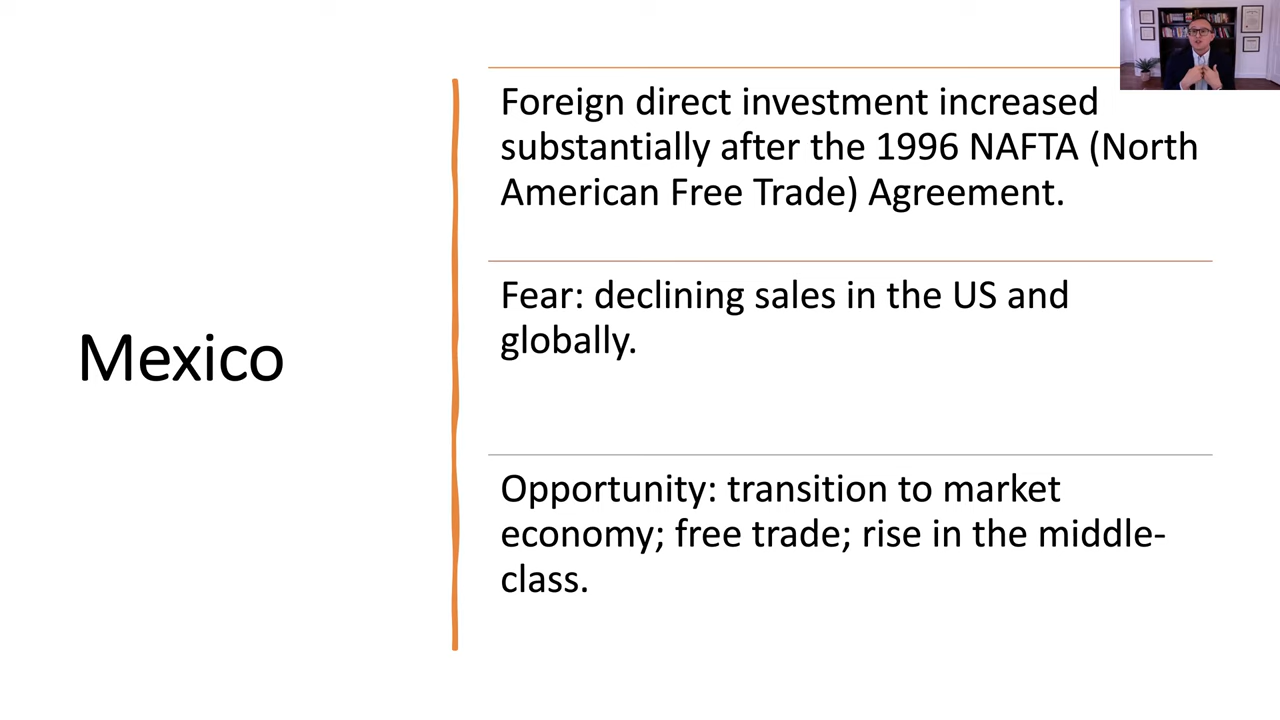 Mexico
Foreign direct investment increased
substantially after the 1996 NAFTA (North
American Free Trade) Agreement.
Fear: declining sales in the US and
globally.
Opportunity: transition to market
economy; free trade; rise in the middle-
class.